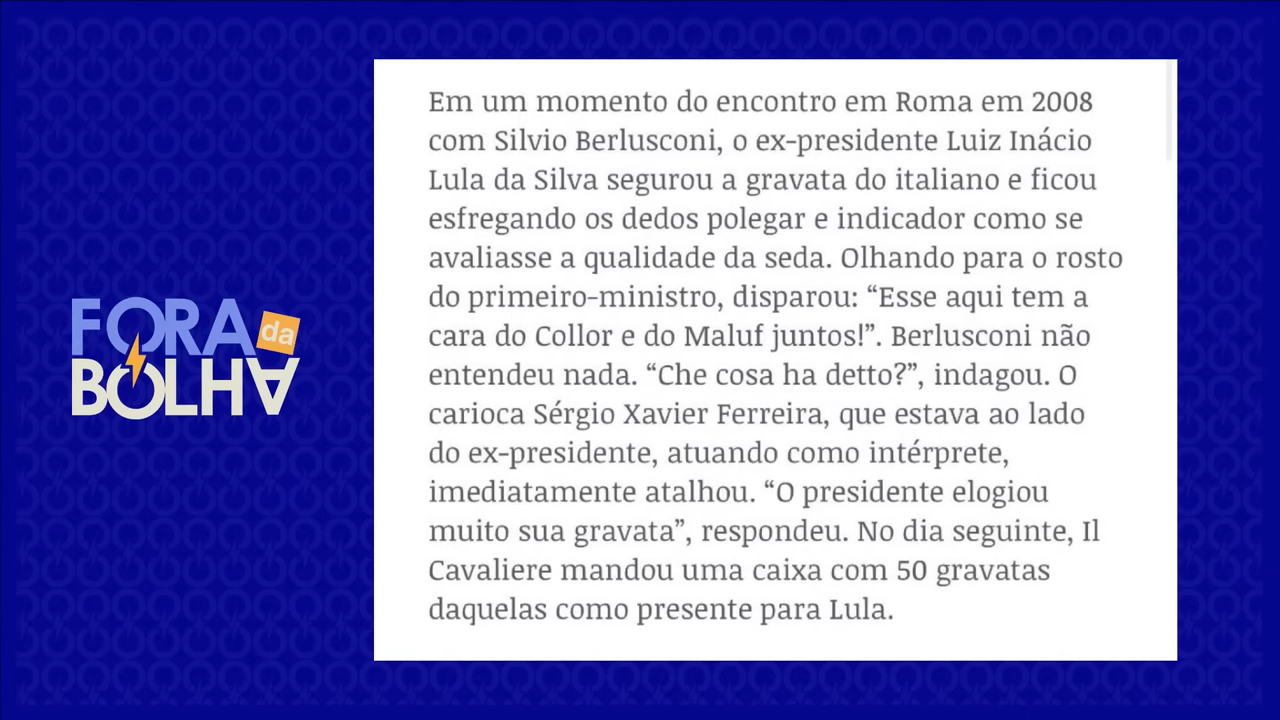 FORA da
BOLHA
Em um momento do encontro em Roma em 2008
com Silvio Berlusconi, o ex-presidente Luiz Inácio
Lula da Silva segurou a gravata do italiano e ficou
esfregando os dedos polegar e indicador como se
avaliasse a qualidade da seda. Olhando para o rosto
do primeiro-ministro, disparou: “Esse aqui tem a
cara do Collor e do Maluf juntos!”. Berlusconi não
entendeu nada. “Che cosa ha detto?”, indagou. O
carioca Sérgio Xavier Ferreira, que estava ao lado
do ex-presidente, atuando como intérprete,
imediatamente atalhou. “O presidente elogiou
muito sua gravata”, respondeu. No dia seguinte, Il
Cavaliere mandou uma caixa com 50 gravatas
daquelas como presente para Lula.